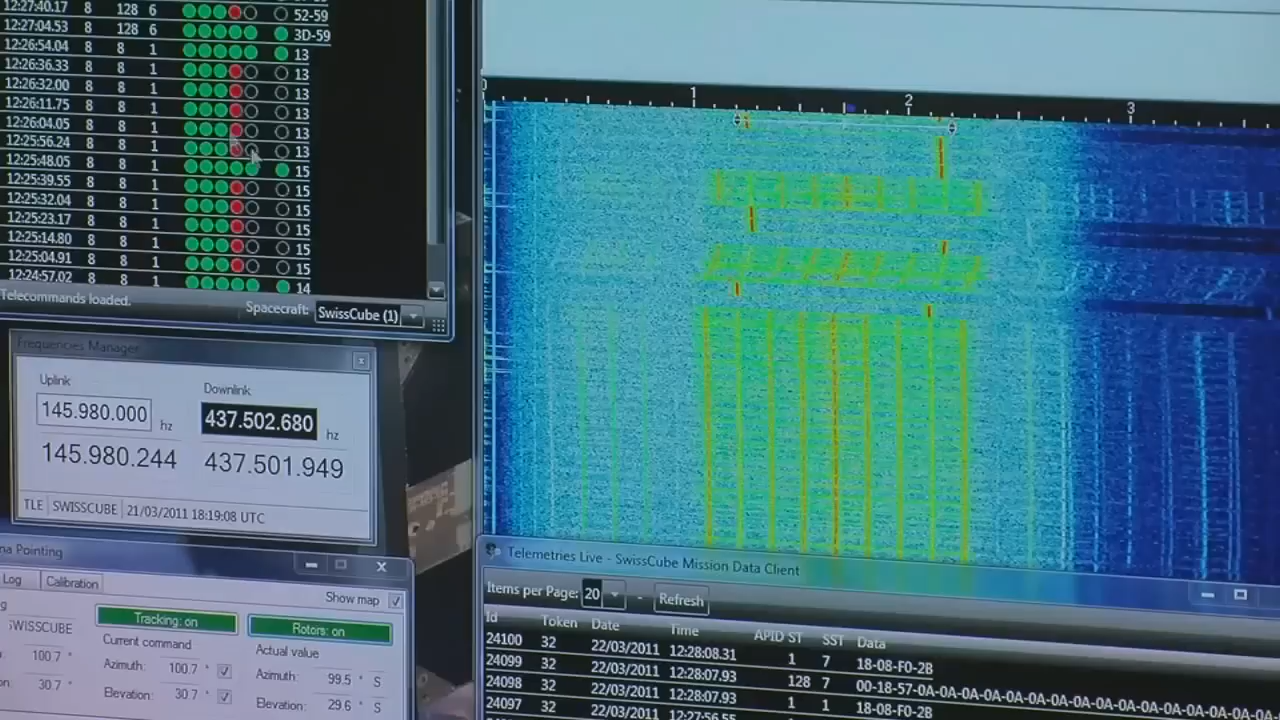 12:27:40.17 8 128 6 52-59
12:27:04.53 8 128 6 3D-59
12:26:54.04 8 8 1 13
12:26:36.33 8 8 1 13
12:26:32.00 8 8 1 13
12:26:11.75 8 8 1 13
12:26:04.05 8 8 1 13
12:25:56.24 8 8 1 13
12:25:48.05 8 8 1 15
12:25:39.55 8 8 1 15
12:25:32.04 8 8 1 15
12:25:23.17 8 8 1 15
12:25:14.80 8 8 1 15
12:25:04.91 8 8 1 15
12:24:57.02 8 8 1 14
Telecommands loaded.
Spacecraft: SwissCube (1)
1 2 3
Frequencies Manager
Uplink Downlink
145.980.000 hz 437.502.680 hz
145.980.244 437.501.949
TLE SWISSCUBE 21/03/2011 18:19:08 UTC
Pointing
Log Calibration
Show map
Tracking: on Rotors: on
Current command Actual value
100.7 ° Azimuth: 100.7 ° Azimuth: 99.5 ° S
30.7 ° Elevation: 30.7 ° Elevation: 29.6 ° S
Telemetries Live - SwissCube Mission Data Client
Items per Page: 20 - Refresh
Id Token Date Time APID ST SST Data
24100 32 22/03/2011 12:28:08.31 1 7 18-08-F0-2B
24099 32 22/03/2011 12:28:07.93 128 7 00-18-57-0A-0A-0A-0A-0A-0A-0A-0A-0A-0A-0A-0A-0A
24098 32 22/03/2011 12:28:07.93 1 1 18-08-F0-2B
24097 32 22/03/2011 12:27:56.55